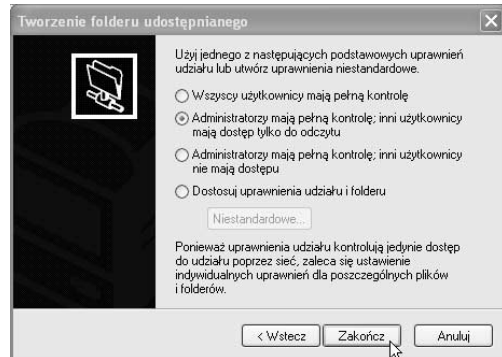 Tworzenie folderu udostępnianego
Użyj jednego z następujących podstawowych uprawnień
udziału lub utwórz uprawnienia niestandardowe.
Wszyscy użytkownicy mają pełną kontrolę
Administratorzy mają pełną kontrolę; inni użytkownicy
mają dostęp tylko do odczytu
Administratorzy mają pełną kontrolę; inni użytkownicy
nie mają dostępu
Dostosuj uprawnienia udziału i folderu
Niestandardowe...
Ponieważ uprawnienia udziału kontrolują jedynie dostęp
do udziału poprzez sieć, zaleca się ustawienie
indywidualnych uprawnień dla poszczególnych plików
i folderów.
< Wstecz Zakończ Anuluj